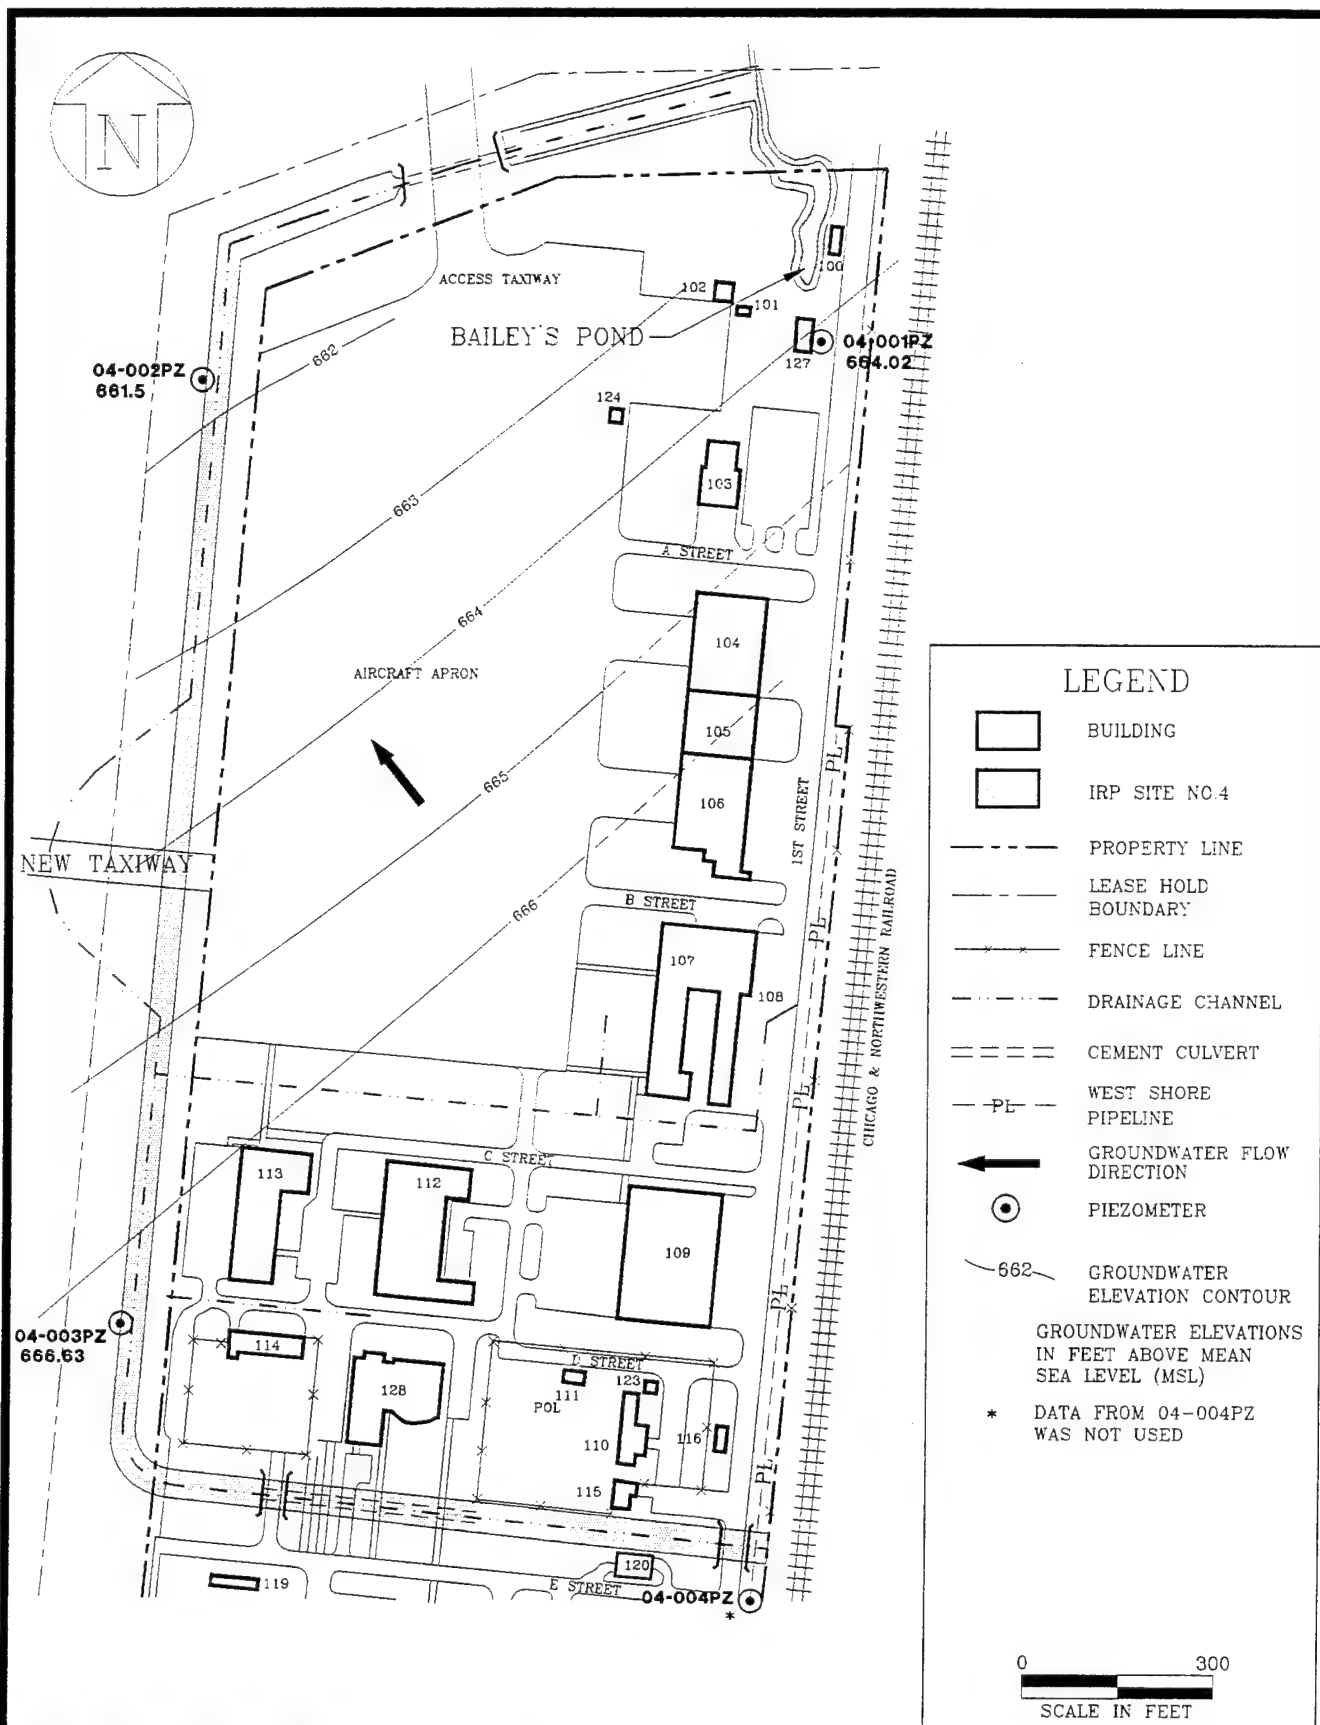 N
ACCESS TAXIWAY
102
101
100
BAILEY'S POND
04-001PZ
664.02
127
662
04-002PZ
661.5
124
103
663
A STREET
664
104
AIRCRAFT APRON
105
PL
665
106
1ST STREET
NEW TAXIWAY
CHICAGO & NORTHWESTERN RAILROAD
B STREET
666
PL
107
108
PL
C STREET
113
112
109
PL
04-003PZ
666.63
114
D STREET
128
111
123
POL
110
116
PL
115
120
119
E STREET
04-004PZ
*
LEGEND
BUILDING
IRP SITE NO.4
PROPERTY LINE
LEASE HOLD
BOUNDARY
FENCE LINE
DRAINAGE CHANNEL
CEMENT CULVERT
PL
WEST SHORE
PIPELINE
GROUNDWATER FLOW
DIRECTION
PIEZOMETER
662
GROUNDWATER
ELEVATION CONTOUR
GROUNDWATER ELEVATIONS
IN FEET ABOVE MEAN
SEA LEVEL (MSL)
* DATA FROM 04-004PZ
WAS NOT USED
0 300
SCALE IN FEET